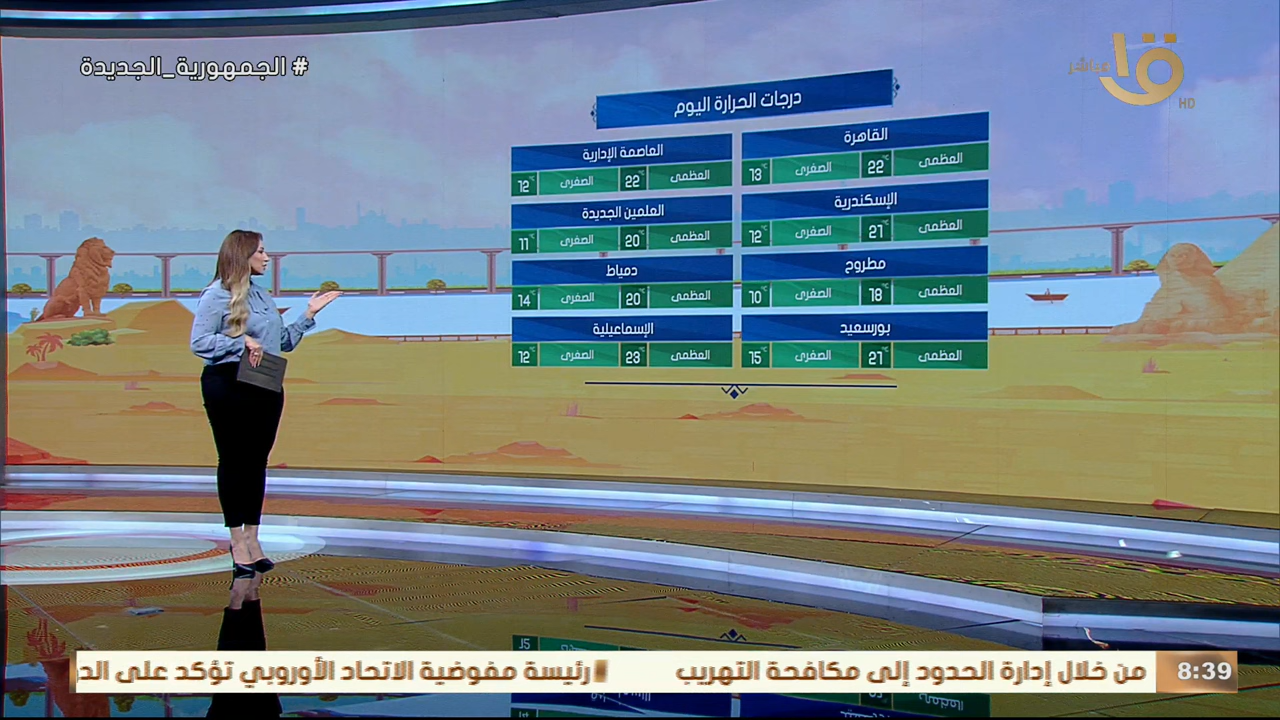 #الجمهورية_الجديدة
مباشر
HD
درجات الحرارة اليوم
القاهرة
العظمى 22°C الصغرى 13°C
الإسكندرية
العظمى 21°C الصغرى 12°C
مطروح
العظمى 18°C الصغرى 10°C
بورسعيد
العظمى 21°C الصغرى 15°C
العاصمة الإدارية
العظمى 22°C الصغرى 12°C
العلمين الجديدة
العظمى 20°C الصغرى 11°C
دمياط
العظمى 20°C الصغرى 14°C
الإسماعيلية
العظمى 23°C الصغرى 12°C
8:39 من خلال إدارة الحدود إلى مكافحة التهريب رئيسة مفوضية الاتحاد الأوروبي تؤكد على